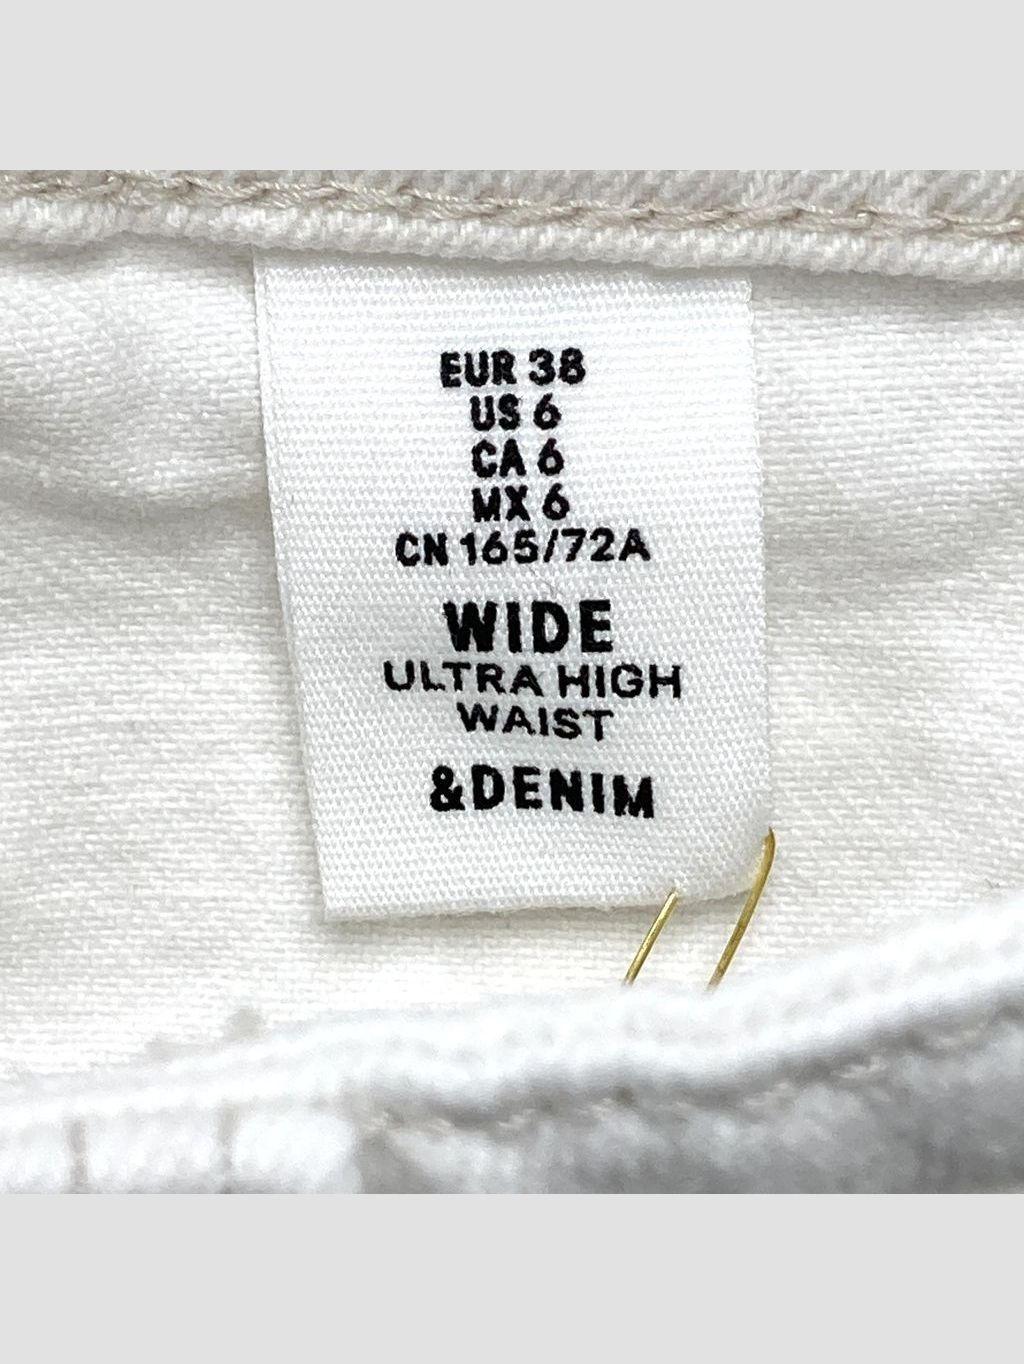 EUR 38
US 6
CA 6
MX 6
CN 165/72A
WIDE
ULTRA HIGH
WAIST
&DENIM